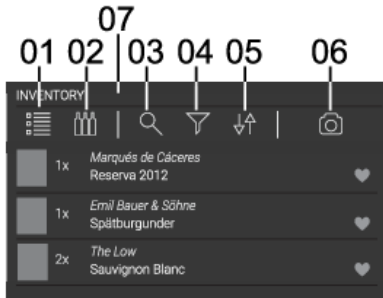 07
01 02 03 04 05 06
INVENTORY
1x Marqués de Cáceres
Reserva 2012
1x Emil Bauer & Söhne
Spätburgunder
2x The Low
Sauvignon Blanc